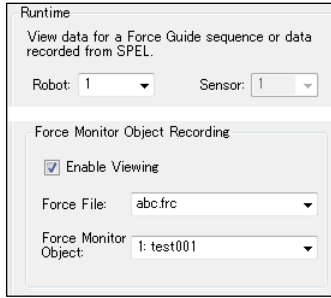 Runtime
View data for a Force Guide sequence or data
recorded from SPEL.
Robot: 1 Sensor: 1
Force Monitor Object Recording
Enable Viewing
Force File: abc.frc
Force Monitor
Object: 1: test001